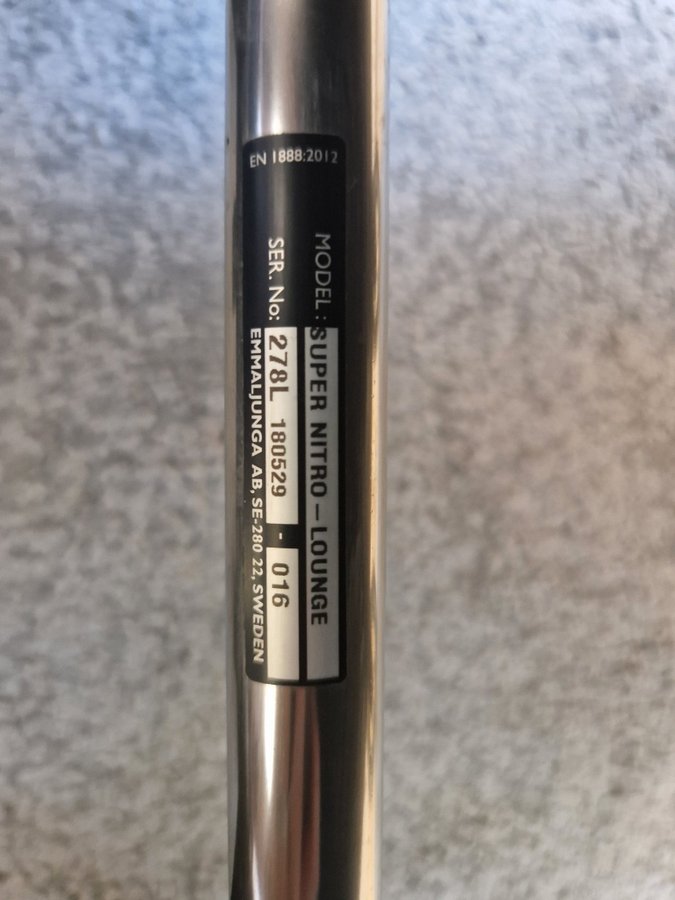 EN 1888:2012
MODEL: SUPER NITRO – LOUNGE
SER. No: 278L 180529 - 016
EMMALJUNGA AB, SE-280 22, SWEDEN